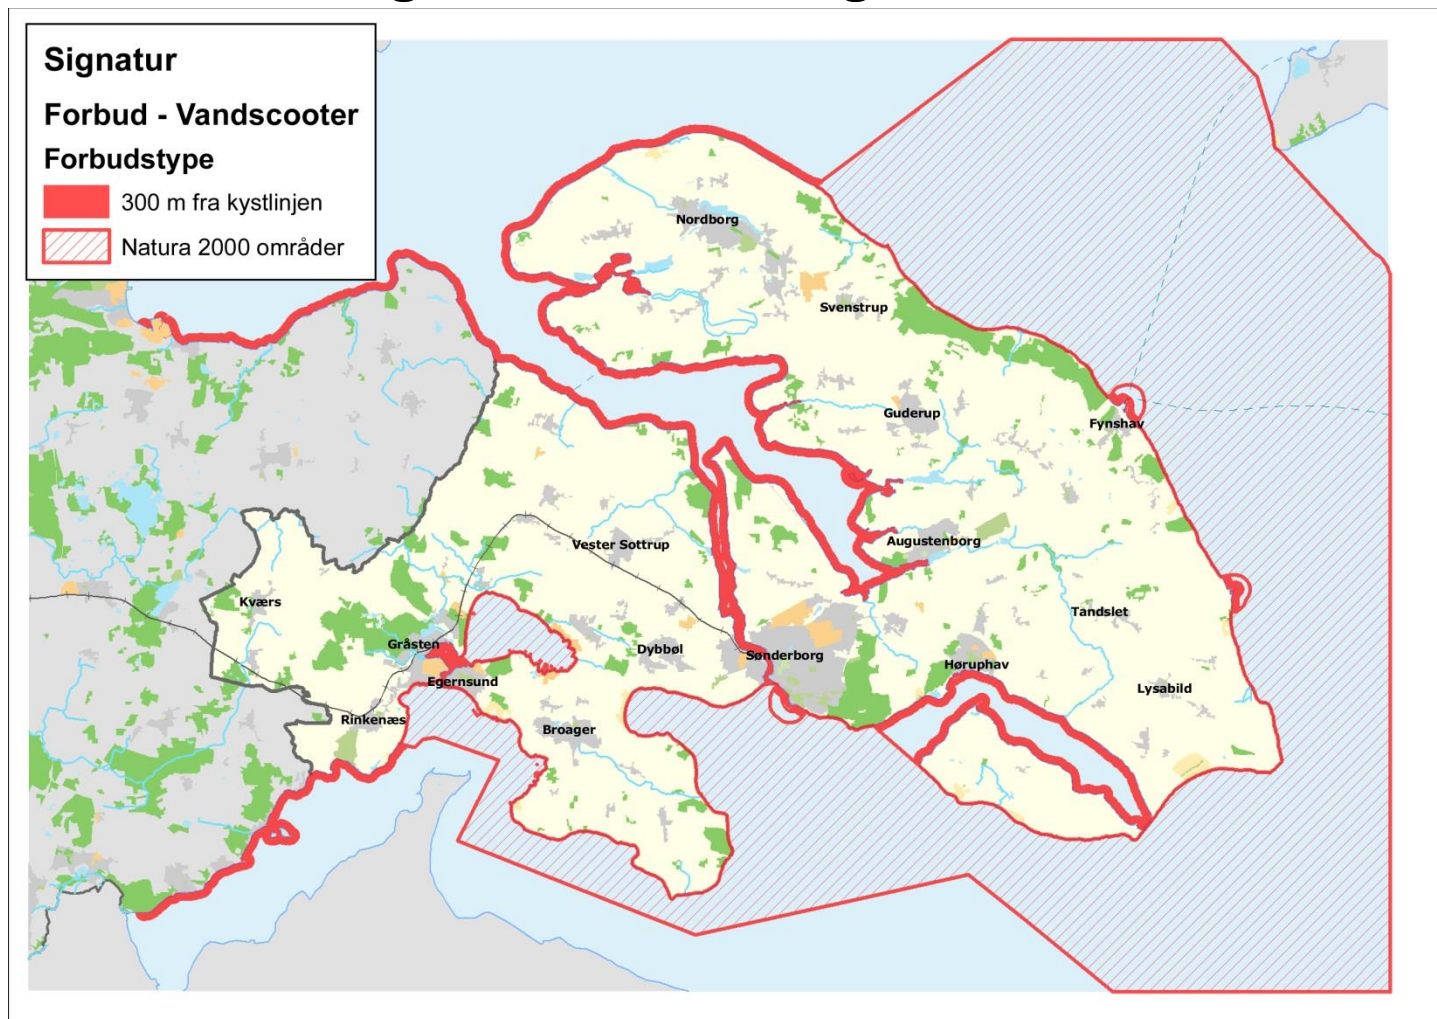 Signatur
Forbud - Vandscooter
Forbudstype
300 m fra kystlinjen
Natura 2000 områder
Nordborg
Svenstrup
Guderup
Fynshav
Vester Sottrup
Augustenborg
Kværs
Tandslet
Gråsten
Dybbøl
Sønderborg
Høruphav
Egernsund
Lysabild
Rinkenæs
Broager